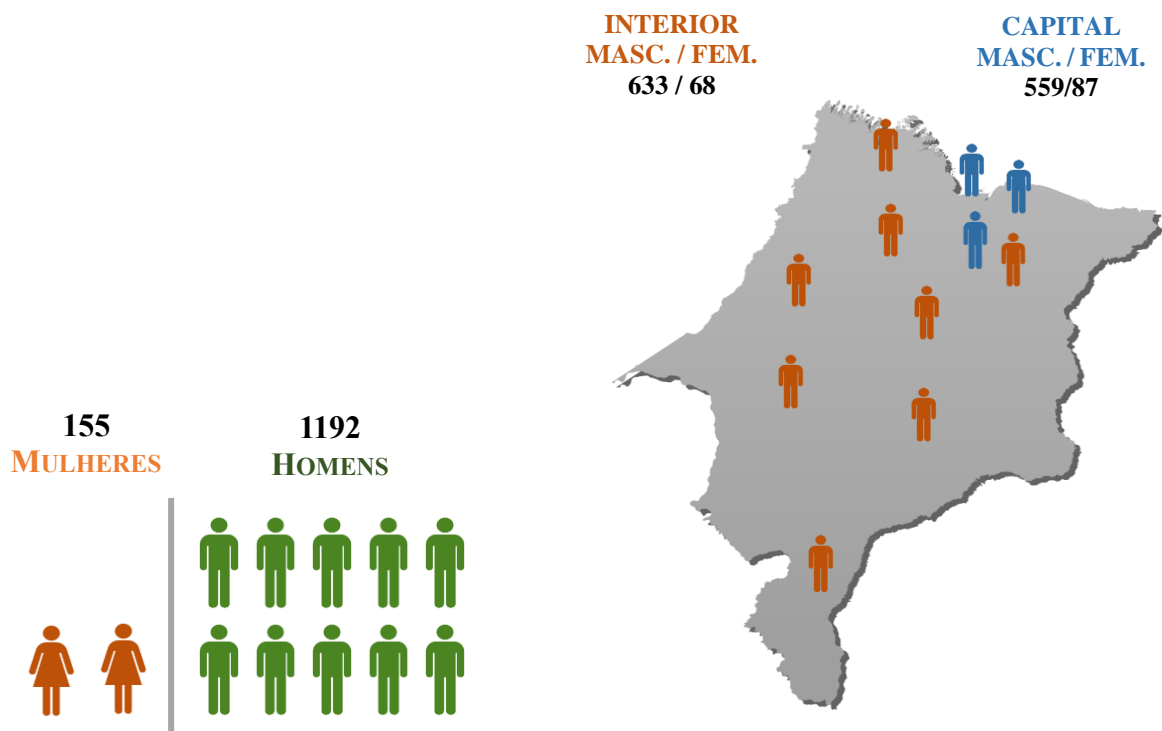 INTERIOR
MASC. / FEM.
633 / 68
CAPITAL
MASC. / FEM.
559/87
155
MULHERES
1192
HOMENS